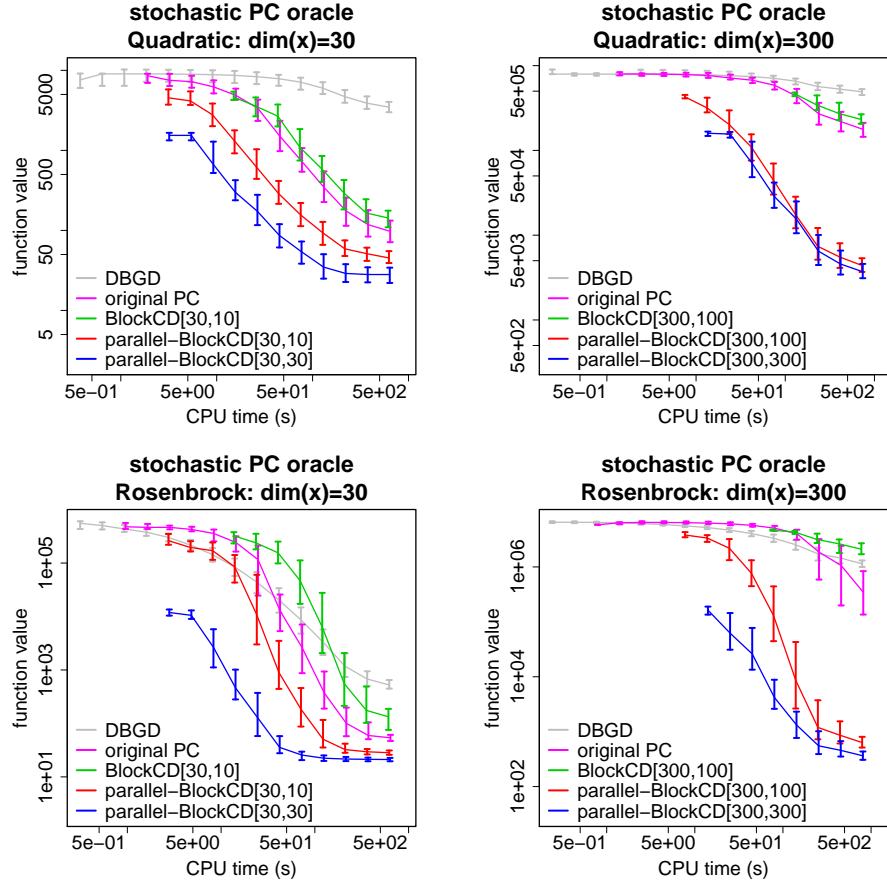 stochastic PC oracle
Quadratic: dim(x)=30
function value
5000
500
50
5
DBGD
original PC
BlockCD[30,10]
parallel−BlockCD[30,10]
parallel−BlockCD[30,30]
5e−01 5e+00 5e+01 5e+02
CPU time (s)
stochastic PC oracle
Quadratic: dim(x)=300
function value
5e+05
5e+04
5e+03
5e+02
DBGD
original PC
BlockCD[300,100]
parallel−BlockCD[300,100]
parallel−BlockCD[300,300]
5e−01 5e+00 5e+01 5e+02
CPU time (s)
stochastic PC oracle
Rosenbrock: dim(x)=30
function value
1e+05
1e+03
1e+01
DBGD
original PC
BlockCD[30,10]
parallel−BlockCD[30,10]
parallel−BlockCD[30,30]
5e−01 5e+00 5e+01 5e+02
CPU time (s)
stochastic PC oracle
Rosenbrock: dim(x)=300
function value
1e+06
1e+04
1e+02
DBGD
original PC
BlockCD[300,100]
parallel−BlockCD[300,100]
parallel−BlockCD[300,300]
5e−01 5e+00 5e+01 5e+02
CPU time (s)